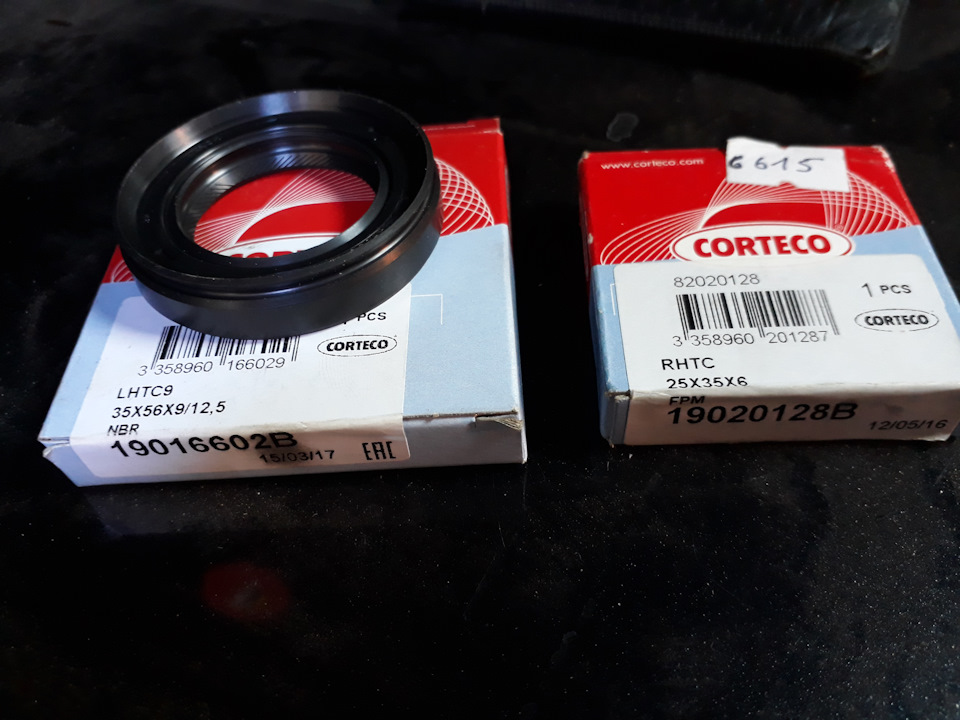 PCS
CORTECO
3 358960 166029
LHTC9
35X56X9/12,5
NBR
19016602B
15/03/17
EAC
www.corteco.com
6615
CORTECO
82020128
1 PCS
CORTECO
3 358960 201287
RHTC
25X35X6
FPM
19020128B
12/05/16